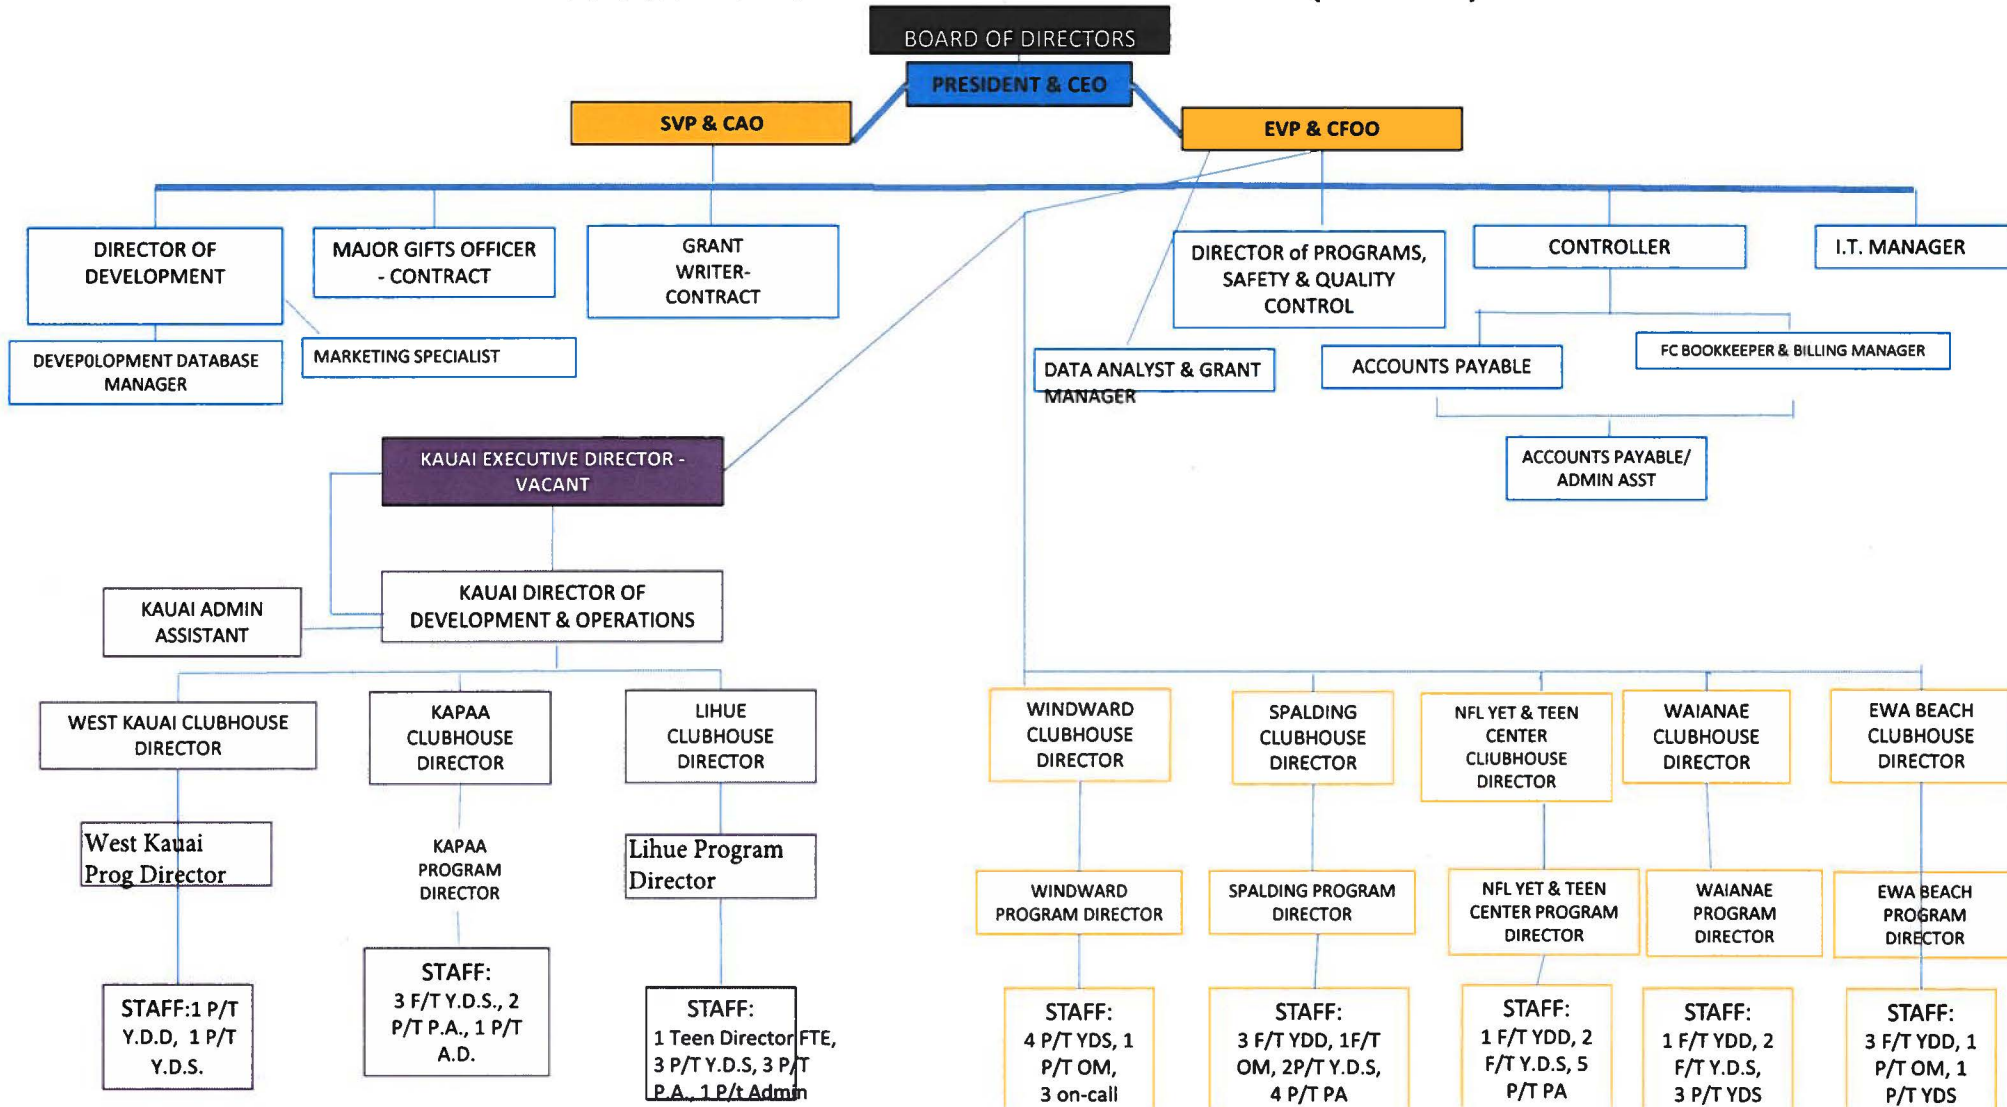 BOARD OF DIRECTORS
PRESIDENT & CEO
SVP & CAO
EVP & CFOO
DIRECTOR OF
DEVELOPMENT
MAJOR GIFTS OFFICER
- CONTRACT
GRANT
WRITER-
CONTRACT
DIRECTOR of PROGRAMS,
SAFETY & QUALITY
CONTROL
CONTROLLER
I.T. MANAGER
DEVEP0LOPMENT DATABASE
MANAGER
MARKETING SPECIALIST
DATA ANALYST & GRANT
MANAGER
ACCOUNTS PAYABLE
FC BOOKKEEPER & BILLING MANAGER
ACCOUNTS PAYABLE/
ADMIN ASST
KAUAI EXECUTIVE DIRECTOR -
VACANT
KAUAI DIRECTOR OF
DEVELOPMENT & OPERATIONS
KAUAI ADMIN
ASSISTANT
WEST KAUAI CLUBHOUSE
DIRECTOR
KAPAA
CLUBHOUSE
DIRECTOR
LIHUE
CLUBHOUSE
DIRECTOR
WINDWARD
CLUBHOUSE
DIRECTOR
SPALDING
CLUBHOUSE
DIRECTOR
NFL YET & TEEN
CENTER
CLIUBHOUSE
DIRECTOR
WAIANAE
CLUBHOUSE
DIRECTOR
EWA BEACH
CLUBHOUSE
DIRECTOR
West Kauai
Prog Director
KAPAA
PROGRAM
DIRECTOR
Lihue Program
Director
WINDWARD
PROGRAM DIRECTOR
SPALDING PROGRAM
DIRECTOR
NFL YET & TEEN
CENTER PROGRAM
DIRECTOR
WAIANAE
PROGRAM
DIRECTOR
EWA BEACH
PROGRAM
DIRECTOR
STAFF:1 P/T
Y.D.D, 1 P/T
Y.D.S.
STAFF:
3 F/T Y.D.S., 2
P/T P.A., 1 P/T
A.D.
STAFF:
1 Teen Director FTE,
3 P/T Y.D.S, 3 P/T
P.A., 1 P/t Admin
STAFF:
4 P/T YDS, 1
P/T OM,
3 on-call
STAFF:
3 F/T YDD, 1F/T
OM, 2P/T Y.D.S,
4 P/T PA
STAFF:
1 F/T YDD, 2
F/T Y.D.S, 5
P/T PA
STAFF:
1 F/T YDD, 2
F/T Y.D.S,
3 P/T YDS
STAFF:
3 F/T YDD, 1
P/T OM, 1
P/T YDS